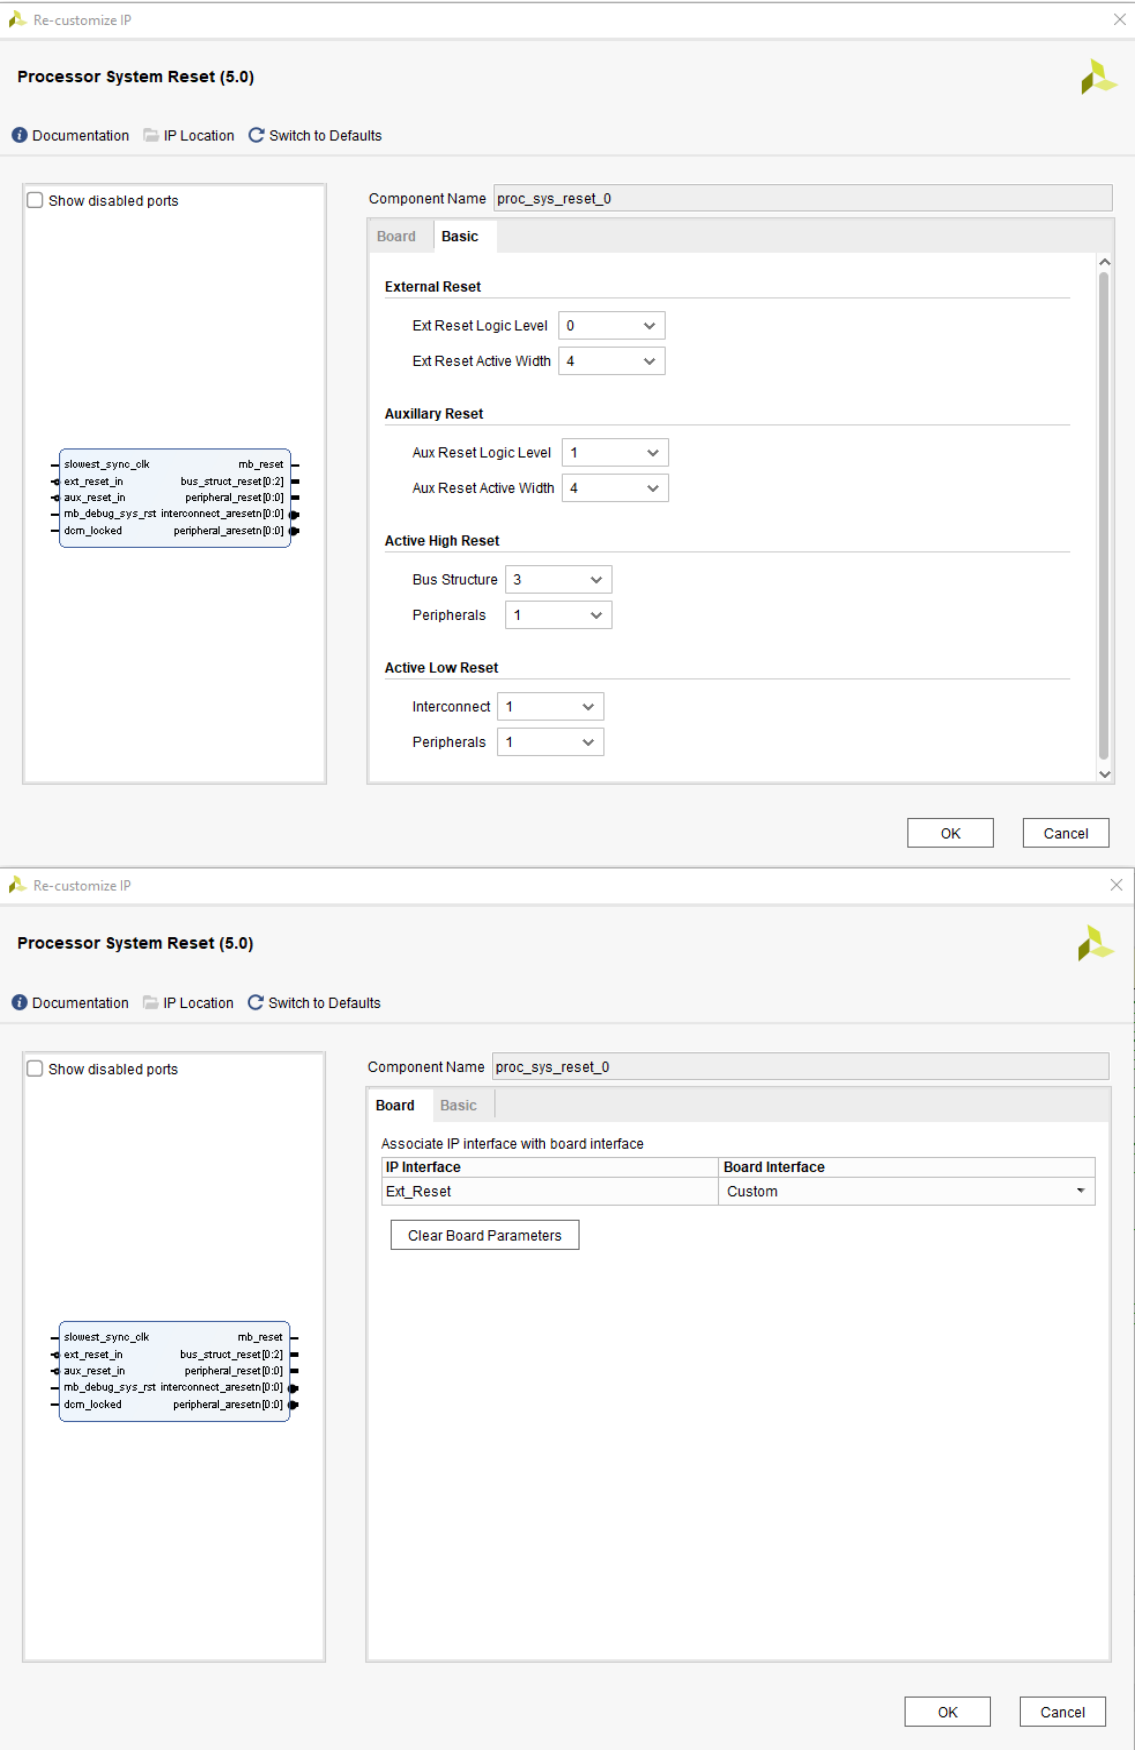 Re-customize IP
Processor System Reset (5.0)
Documentation IP Location Switch to Defaults
Show disabled ports
slowest_sync_clk mb_reset
ext_reset_in bus_struct_reset[0:2]
aux_reset_in peripheral_reset[0:0]
mb_debug_sys_rst interconnect_aresetn[0:0]
dcm_locked peripheral_aresetn[0:0]
Component Name proc_sys_reset_0
Board Basic
External Reset
Ext Reset Logic Level 0
Ext Reset Active Width 4
Auxillary Reset
Aux Reset Logic Level 1
Aux Reset Active Width 4
Active High Reset
Bus Structure 3
Peripherals 1
Active Low Reset
Interconnect 1
Peripherals 1
OK Cancel
Re-customize IP
Processor System Reset (5.0)
Documentation IP Location Switch to Defaults
Show disabled ports
slowest_sync_clk mb_reset
ext_reset_in bus_struct_reset[0:2]
aux_reset_in peripheral_reset[0:0]
mb_debug_sys_rst interconnect_aresetn[0:0]
dcm_locked peripheral_aresetn[0:0]
Component Name proc_sys_reset_0
Board Basic
Associate IP interface with board interface
IP Interface Board Interface
Ext_Reset Custom
Clear Board Parameters
OK Cancel